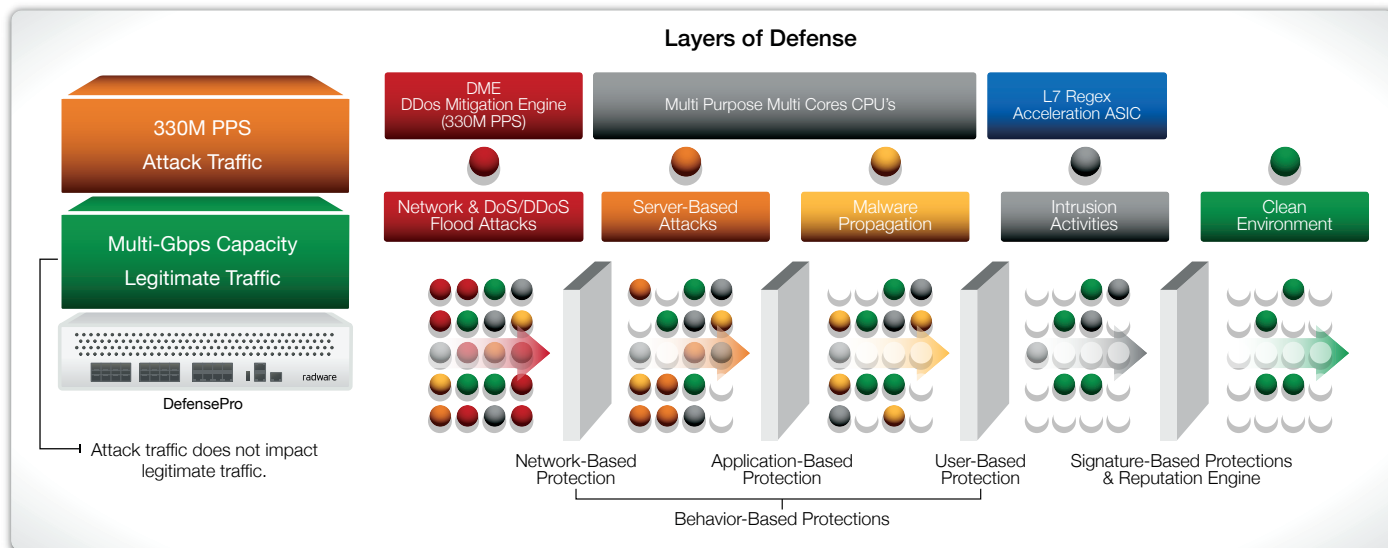 Layers of Defense
330M PPS
Attack Traffic
Multi-Gbps Capacity
Legitimate Traffic
radware
DefensePro
Attack traffic does not impact
legitimate traffic.
DME
DDos Mitigation Engine
(330M PPS)
Multi Purpose Multi Cores CPU's
L7 Regex
Acceleration ASIC
Network & DoS/DDoS
Flood Attacks
Server-Based
Attacks
Malware
Propagation
Intrusion
Activities
Clean
Environment
Network-Based
Protection
Application-Based
Protection
User-Based
Protection
Signature-Based Protections
& Reputation Engine
Behavior-Based Protections